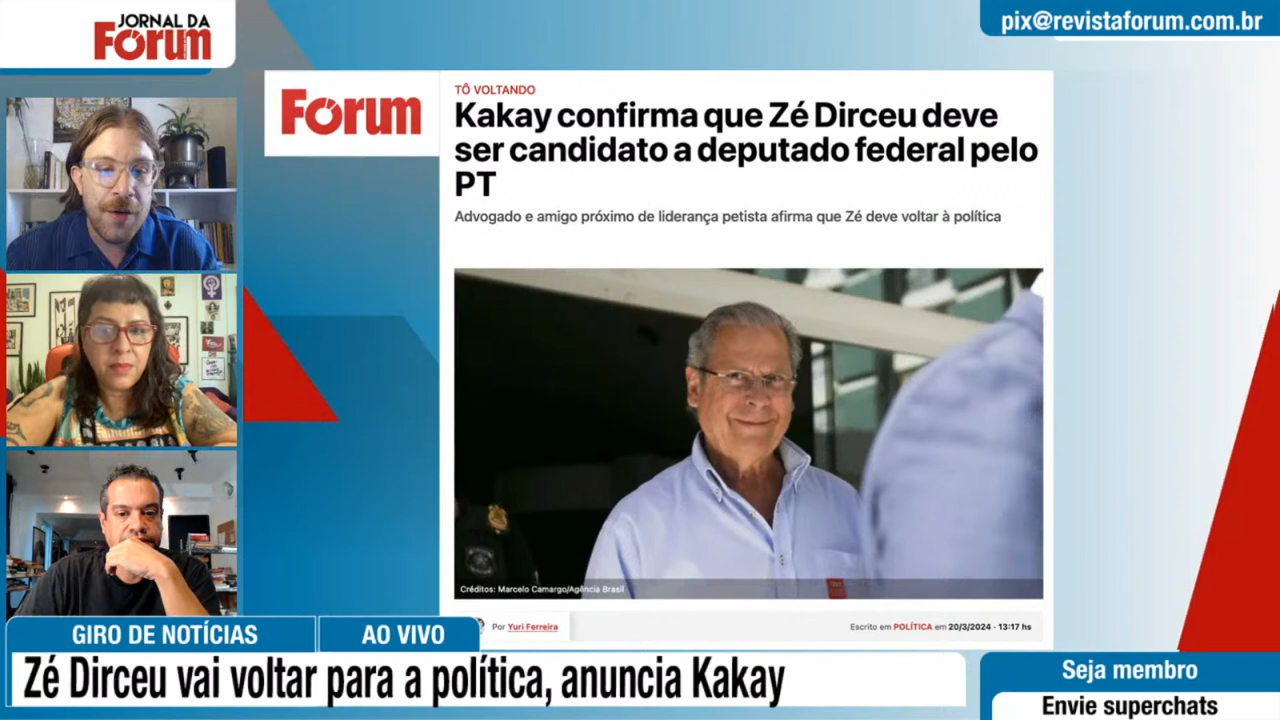 JORNAL DA
Fórum
pix@revistaforum.com.br
Fórum
TÔ VOLTANDO
Kakay confirma que Zé Dirceu deve
ser candidato a deputado federal pelo
PT
Advogado e amigo próximo de liderança petista afirma que Zé deve voltar à política
Créditos: Marcelo Camargo/Agência Brasil
Por Yuri Ferreira
Escrito em POLÍTICA em 20/3/2024 · 13:17 hs
GIRO DE NOTÍCIAS
AO VIVO
Zé Dirceu vai voltar para a política, anuncia Kakay
Seja membro
Envie superchats